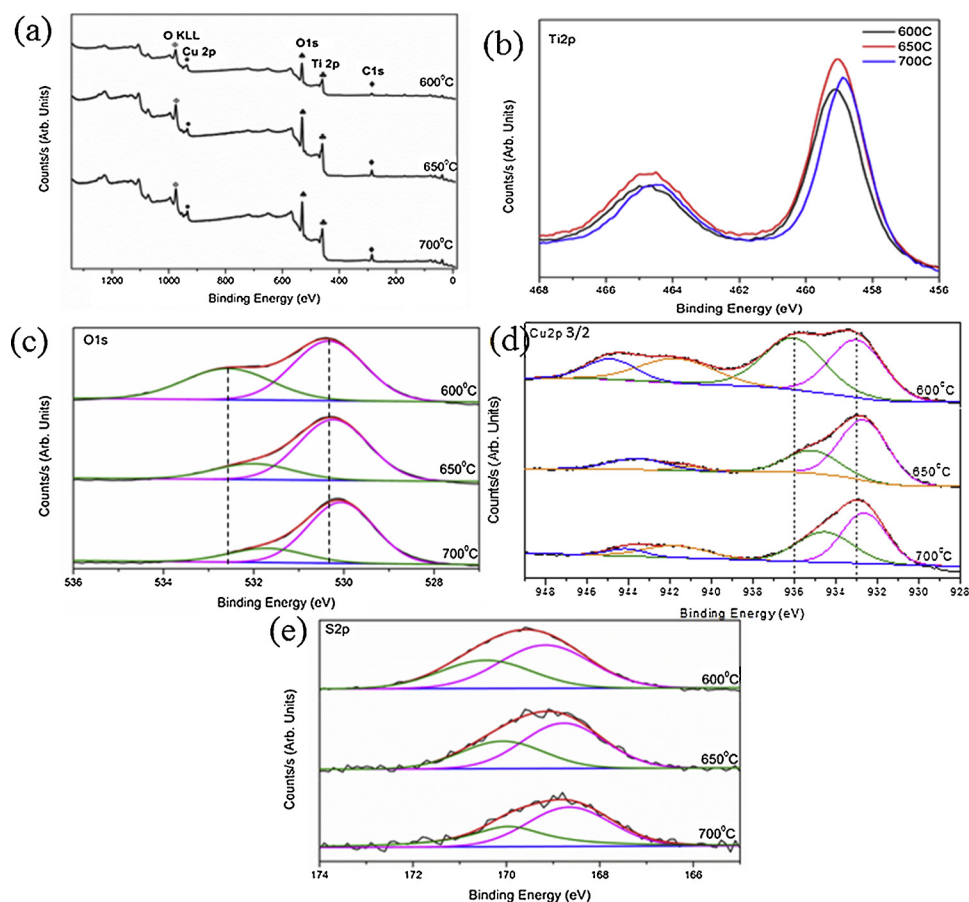 (a)
O KLL
Cu 2p
O1s
Ti 2p
C1s
600°C
650°C
700°C
Counts/s (Arb. Units)
1200 1000 800 600 400 200 0
Binding Energy (eV)
(b)
Ti2p
600C
650C
700C
Counts/s (Arb. Units)
468 466 464 462 460 458 456
Binding Energy (eV)
(c)
O1s
600°C
650°C
700°C
Counts/s (Arb. Units)
536 534 532 530 528
Binding Energy (eV)
(d)
Cu2p 3/2
600°C
650°C
700°C
Counts/s (Arb. Units)
948 946 944 942 940 938 936 934 932 930 928
Binding Energy (eV)
(e)
S2p
600°C
650°C
700°C
Counts/s (Arb. Units)
174 172 170 168 166
Binding Energy (eV)